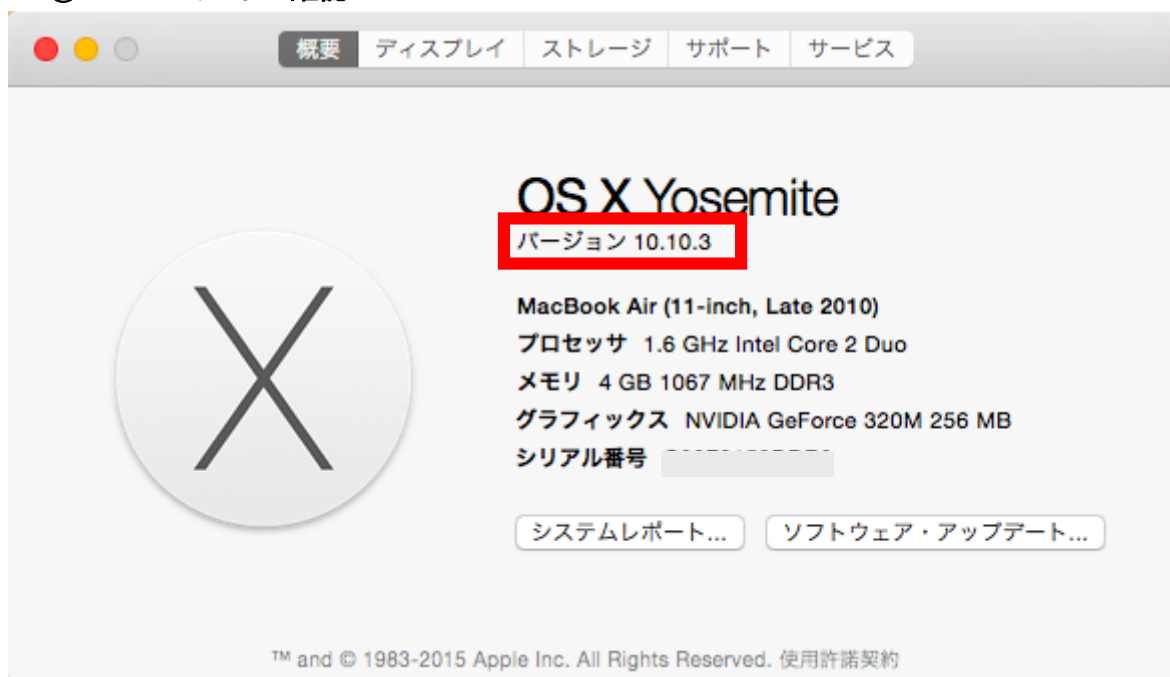 概要 ディスプレイ ストレージ サポート サービス
OS X Yosemite
バージョン 10.10.3
MacBook Air (11-inch, Late 2010)
プロセッサ 1.6 GHz Intel Core 2 Duo
メモリ 4 GB 1067 MHz DDR3
グラフィックス NVIDIA GeForce 320M 256 MB
シリアル番号
システムレポート... ソフトウェア・アップデート...
™ and © 1983-2015 Apple Inc. All Rights Reserved. 使用許諾契約